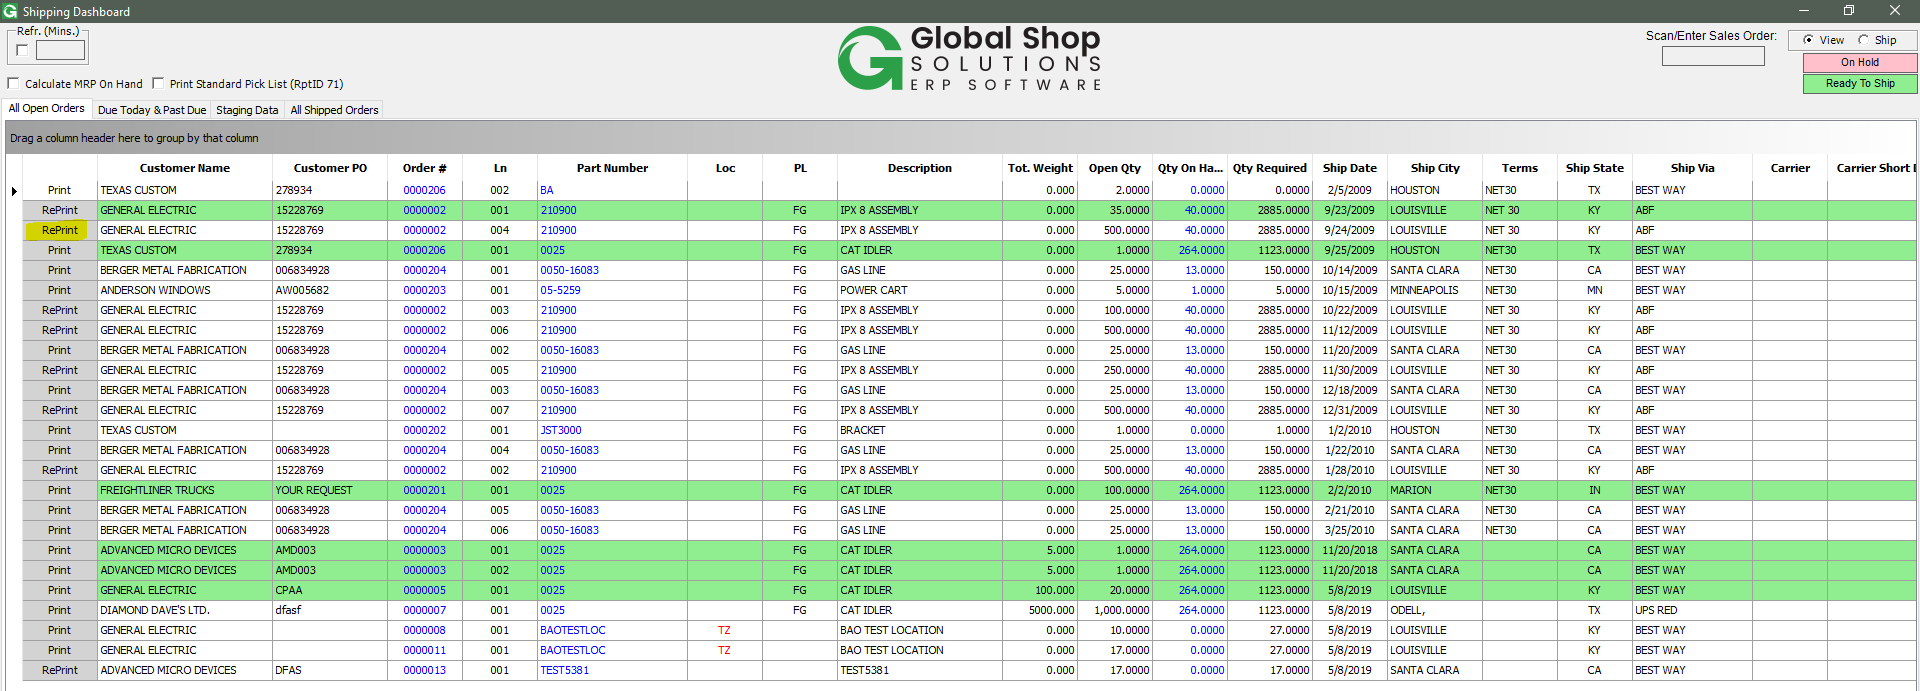 Shipping Dashboard
Refr. (Mins.)
Global Shop
SOLUTIONS
ERP SOFTWARE
Scan/Enter Sales Order:
View Ship
On Hold
Ready To Ship
Calculate MRP On Hand Print Standard Pick List (RptID 71)
All Open Orders Due Today & Past Due Staging Data All Shipped Orders
Drag a column header here to group by that column
Customer Name Customer PO Order # Ln Part Number Loc PL Description Tot. Weight Open Qty Qty On Ha... Qty Required Ship Date Ship City Terms Ship State Ship Via Carrier Carrier Short
Print TEXAS CUSTOM 278934 0000206 002 BA 0.000 2.0000 0.0000 0.0000 2/5/2009 HOUSTON NET30 TX BEST WAY
RePrint GENERAL ELECTRIC 15228769 0000002 001 210900 FG IPX 8 ASSEMBLY 0.000 35.0000 40.0000 2885.0000 9/23/2009 LOUISVILLE NET 30 KY ABF
RePrint GENERAL ELECTRIC 15228769 0000002 004 210900 FG IPX 8 ASSEMBLY 0.000 500.0000 40.0000 2885.0000 9/24/2009 LOUISVILLE NET 30 KY ABF
Print TEXAS CUSTOM 278934 0000206 001 0025 FG CAT IDLER 0.000 1.0000 264.0000 1123.0000 9/25/2009 HOUSTON NET30 TX BEST WAY
Print BERGER METAL FABRICATION 006834928 0000204 001 0050-16083 FG GAS LINE 0.000 25.0000 13.0000 150.0000 10/14/2009 SANTA CLARA NET30 CA BEST WAY
Print ANDERSON WINDOWS AW005682 0000203 001 05-5259 FG POWER CART 0.000 5.0000 1.0000 5.0000 10/15/2009 MINNEAPOLIS NET30 MN BEST WAY
RePrint GENERAL ELECTRIC 15228769 0000002 003 210900 FG IPX 8 ASSEMBLY 0.000 100.0000 40.0000 2885.0000 10/22/2009 LOUISVILLE NET 30 KY ABF
RePrint GENERAL ELECTRIC 15228769 0000002 006 210900 FG IPX 8 ASSEMBLY 0.000 500.0000 40.0000 2885.0000 11/12/2009 LOUISVILLE NET 30 KY ABF
Print BERGER METAL FABRICATION 006834928 0000204 002 0050-16083 FG GAS LINE 0.000 25.0000 13.0000 150.0000 11/20/2009 SANTA CLARA NET30 CA BEST WAY
RePrint GENERAL ELECTRIC 15228769 0000002 005 210900 FG IPX 8 ASSEMBLY 0.000 250.0000 40.0000 2885.0000 11/30/2009 LOUISVILLE NET 30 KY ABF
Print BERGER METAL FABRICATION 006834928 0000204 003 0050-16083 FG GAS LINE 0.000 25.0000 13.0000 150.0000 12/18/2009 SANTA CLARA NET30 CA BEST WAY
RePrint GENERAL ELECTRIC 15228769 0000002 007 210900 FG IPX 8 ASSEMBLY 0.000 500.0000 40.0000 2885.0000 12/31/2009 LOUISVILLE NET 30 KY ABF
Print TEXAS CUSTOM 0000202 001 JST3000 FG BRACKET 0.000 1.0000 0.0000 1.0000 1/2/2010 HOUSTON NET30 TX BEST WAY
Print BERGER METAL FABRICATION 006834928 0000204 004 0050-16083 FG GAS LINE 0.000 25.0000 13.0000 150.0000 1/22/2010 SANTA CLARA NET30 CA BEST WAY
RePrint GENERAL ELECTRIC 15228769 0000002 002 210900 FG IPX 8 ASSEMBLY 0.000 500.0000 40.0000 2885.0000 1/28/2010 LOUISVILLE NET 30 KY ABF
Print FREIGHTLINER TRUCKS YOUR REQUEST 0000201 001 0025 FG CAT IDLER 0.000 100.0000 264.0000 1123.0000 2/2/2010 MARION NET30 IN BEST WAY
Print BERGER METAL FABRICATION 006834928 0000204 005 0050-16083 FG GAS LINE 0.000 25.0000 13.0000 150.0000 2/21/2010 SANTA CLARA NET30 CA BEST WAY
Print BERGER METAL FABRICATION 006834928 0000204 006 0050-16083 FG GAS LINE 0.000 25.0000 13.0000 150.0000 3/25/2010 SANTA CLARA NET30 CA BEST WAY
Print ADVANCED MICRO DEVICES AMD003 0000003 001 0025 FG CAT IDLER 5.000 1.0000 264.0000 1123.0000 11/20/2018 SANTA CLARA CA BEST WAY
Print ADVANCED MICRO DEVICES AMD003 0000003 002 0025 FG CAT IDLER 5.000 1.0000 264.0000 1123.0000 11/20/2018 SANTA CLARA CA BEST WAY
Print GENERAL ELECTRIC CPAA 0000005 001 0025 FG CAT IDLER 100.000 20.0000 264.0000 1123.0000 5/8/2019 LOUISVILLE KY BEST WAY
Print DIAMOND DAVE'S LTD. dfasf 0000007 001 0025 FG CAT IDLER 5000.000 1,000.0000 264.0000 1123.0000 5/8/2019 ODELL, TX UPS RED
Print GENERAL ELECTRIC 0000008 001 BAOTESTLOC TZ BAO TEST LOCATION 0.000 10.0000 0.0000 27.0000 5/8/2019 LOUISVILLE KY BEST WAY
Print GENERAL ELECTRIC 0000011 001 BAOTESTLOC TZ BAO TEST LOCATION 0.000 17.0000 0.0000 27.0000 5/8/2019 LOUISVILLE KY BEST WAY
RePrint ADVANCED MICRO DEVICES DFAS 0000013 001 TEST5381 TEST5381 0.000 17.0000 0.0000 17.0000 5/8/2019 SANTA CLARA CA BEST WAY